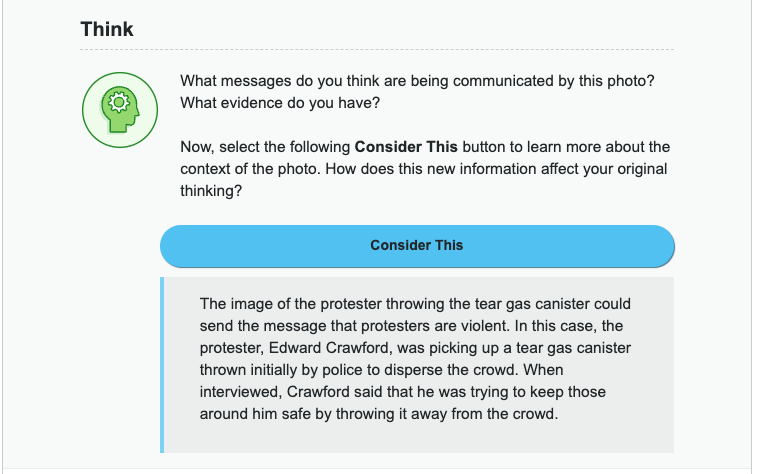 Think
What messages do you think are being communicated by this photo?
What evidence do you have?
Now, select the following Consider This button to learn more about the
context of the photo. How does this new information affect your original
thinking?
Consider This
The image of the protester throwing the tear gas canister could
send the message that protesters are violent. In this case, the
protester, Edward Crawford, was picking up a tear gas canister
thrown initially by police to disperse the crowd. When
interviewed, Crawford said that he was trying to keep those
around him safe by throwing it away from the crowd.